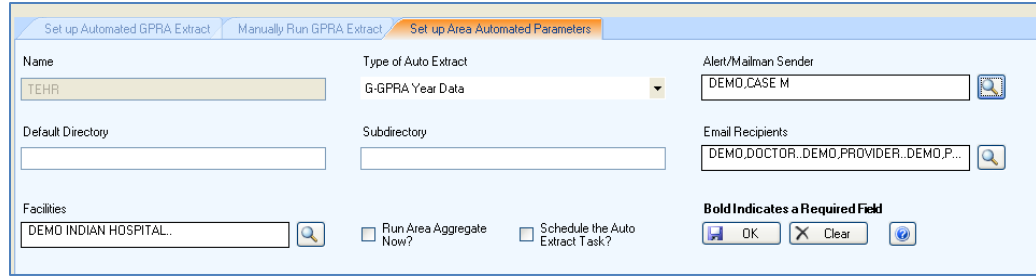 Set up Automated GPRA Extract Manually Run GPRA Extract Set up Area Automated Parameters
Name Type of Auto Extract Alert/Mailman Sender
TEHR G-GPRA Year Data DEMO,CASE M
Default Directory Subdirectory Email Recipients
DEMO,DOCTOR..DEMO,PROVIDER..DEMO,P...
Facilities Bold Indicates a Required Field
DEMO INDIAN HOSPITAL.. Run Area Aggregate Schedule the Auto OK Clear
Now? Extract Task?